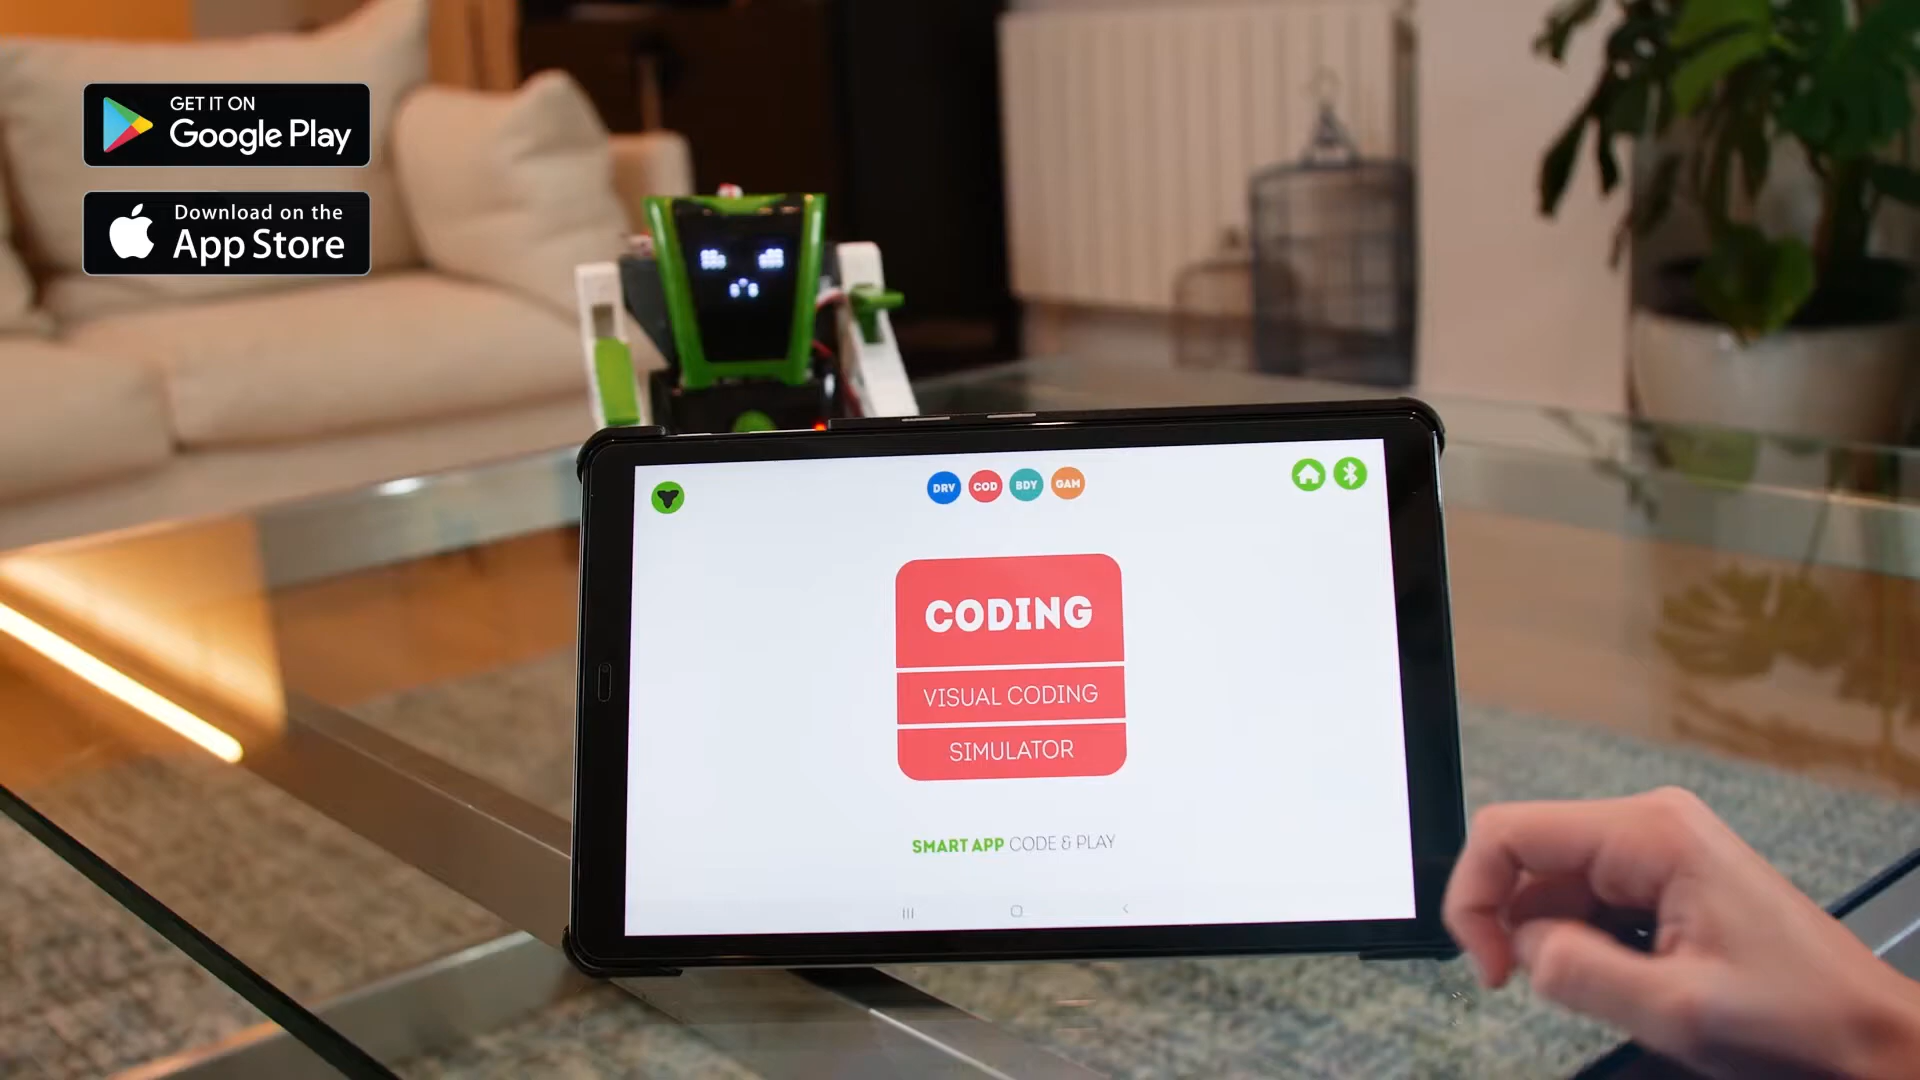 GET IT ON
Google Play
Download on the
App Store
DRV COD BDY GAM
CODING
VISUAL CODING
SIMULATOR
SMART APP CODE & PLAY